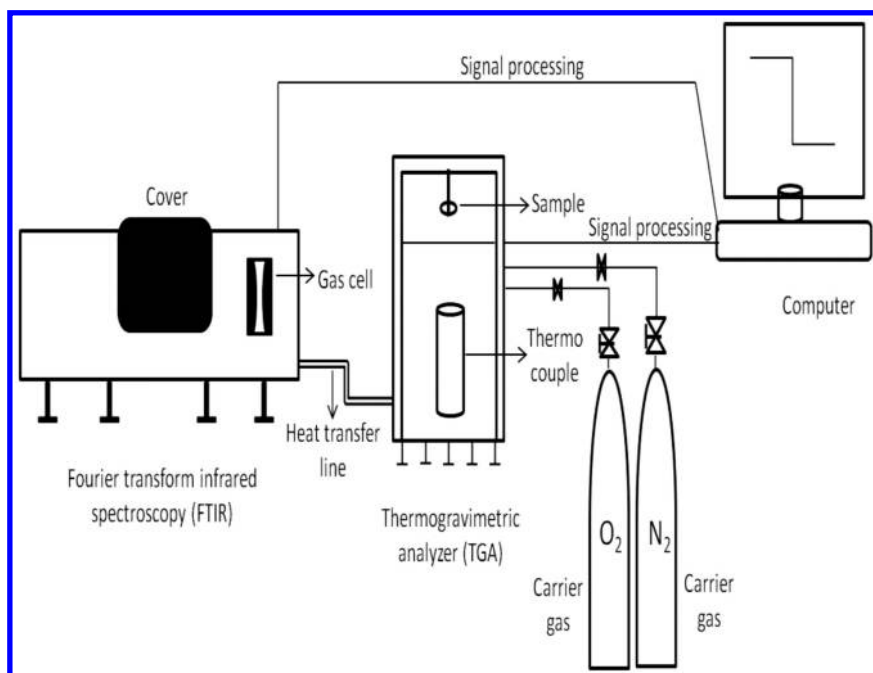 Signal processing
Cover
Sample
Signal processing
Gas cell
Computer
Thermo
couple
Heat transfer
line
Fourier transform infrared
spectroscopy (FTIR)
Thermogravimetric
analyzer (TGA)
O2
N2
Carrier
gas
Carrier
gas